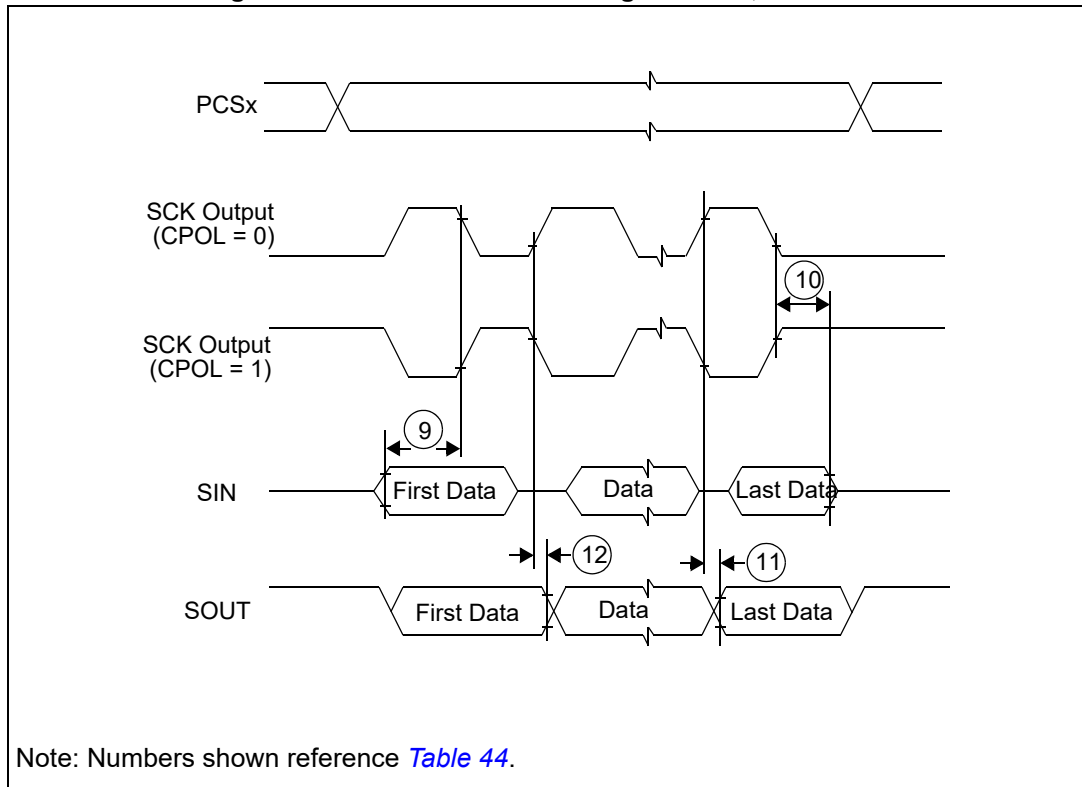 PCSx
SCK Output
(CPOL = 0)
10
SCK Output
(CPOL = 1)
9
SIN
First Data
Data
Last Data
12
11
SOUT
First Data
Data
Last Data
Note: Numbers shown reference Table 44.